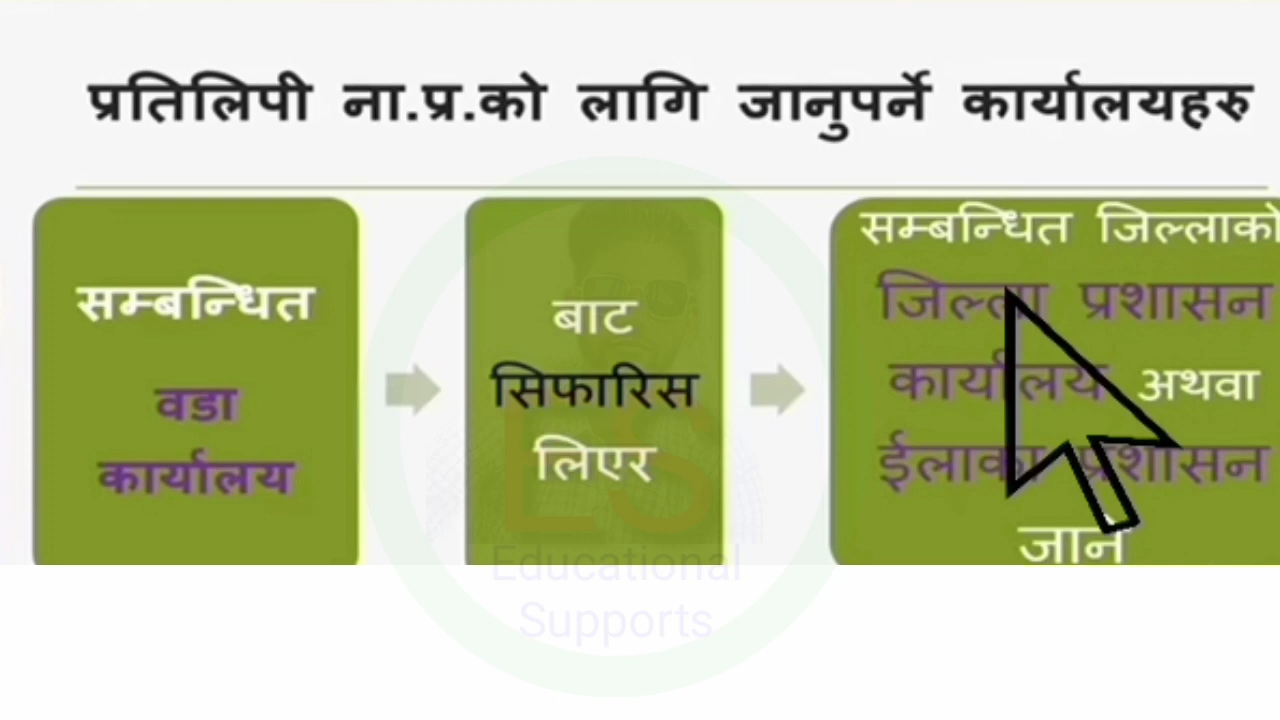 प्रतिलिपी ना.प्र.को लागि जानुपर्ने कार्यालयहरु
सम्बन्धित
वडा
कार्यालय
बाट
सिफारिस
लिएर
सम्बन्धित जिल्लाको
जिल्ला प्रशासन
कार्यालय अथवा
ईलाका प्रशासन
जाने
ES
Educational
Supports